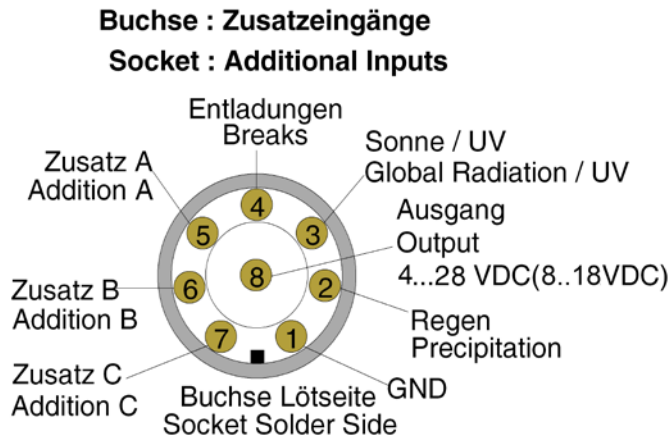 Buchse : Zusatzeingänge
Socket : Additional Inputs
Entladungen
Breaks
Sonne / UV
Global Radiation / UV
Zusatz A
Addition A
Ausgang
Output
4...28 VDC(8..18VDC)
4
5
3
8
6
2
7
1
Zusatz B
Addition B
Regen
Precipitation
Zusatz C
Addition C
GND
Buchse Lötseite
Socket Solder Side